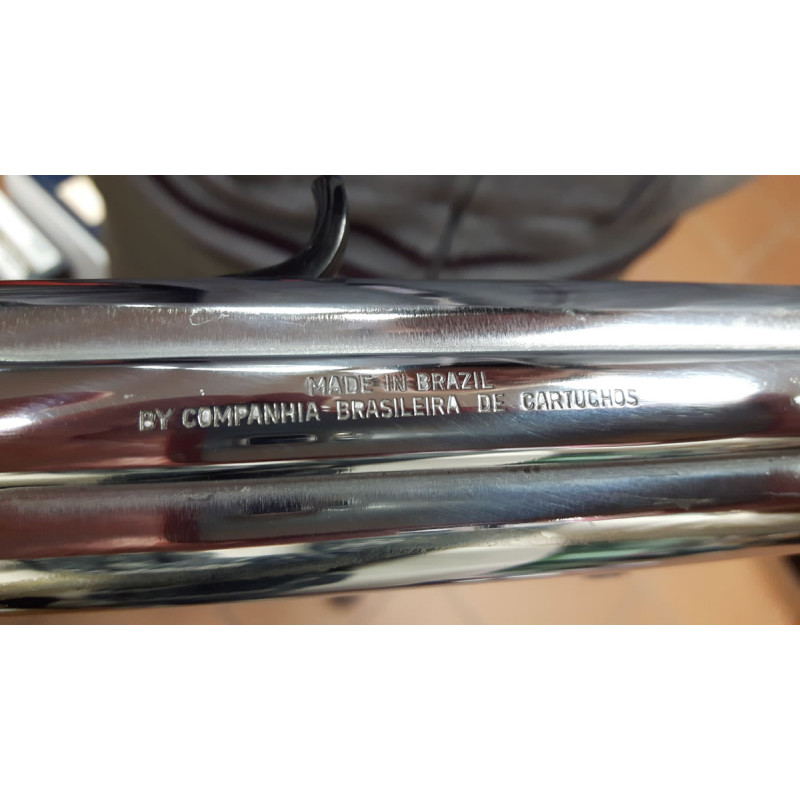 MADE IN BRAZIL
BY COMPANHIA BRASILEIRA DE CARTUCHOS